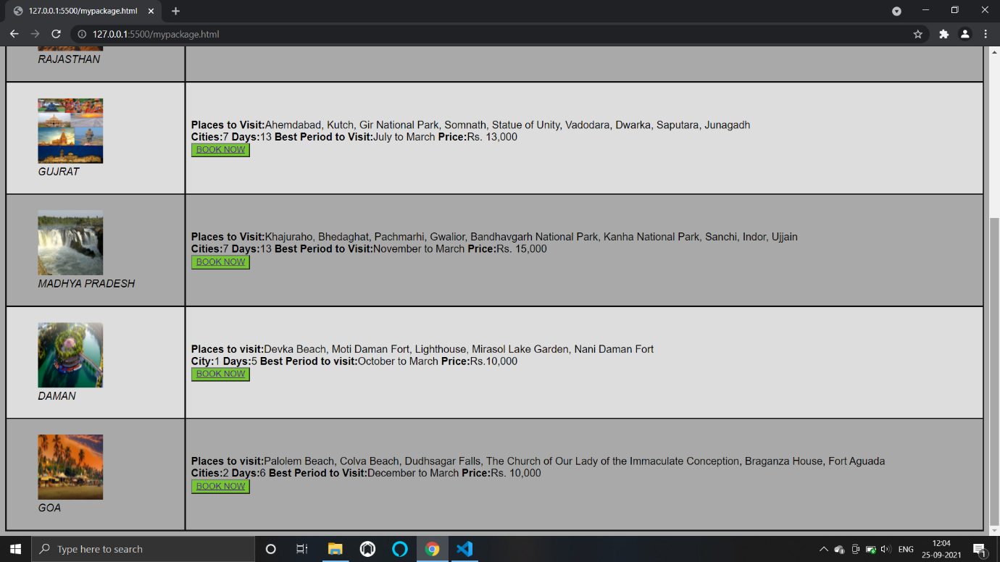 127.0.0.1:5500/mypackage.html
127.0.0.1:5500/mypackage.html
RAJASTHAN
Places to Visit:Ahemdabad, Kutch, Gir National Park, Somnath, Statue of Unity, Vadodara, Dwarka, Saputara, Junagadh
Cities:7 Days:13 Best Period to Visit:July to March Price:Rs. 13,000
BOOK NOW
GUJRAT
Places to Visit:Khajuraho, Bhedaghat, Pachmarhi, Gwalior, Bandhavgarh National Park, Kanha National Park, Sanchi, Indor, Ujjain
Cities:7 Days:13 Best Period to Visit:November to March Price:Rs. 15,000
BOOK NOW
MADHYA PRADESH
Places to visit:Devka Beach, Moti Daman Fort, Lighthouse, Mirasol Lake Garden, Nani Daman Fort
City:1 Days:5 Best Period to visit:October to March Price:Rs.10,000
BOOK NOW
DAMAN
Places to visit:Palolem Beach, Colva Beach, Dudhsagar Falls, The Church of Our Lady of the Immaculate Conception, Braganza House, Fort Aguada
Cities:2 Days:6 Best Period to Visit:December to March Price:Rs. 10,000
BOOK NOW
GOA
Type here to search
ENG
12:04
25-09-2021
1